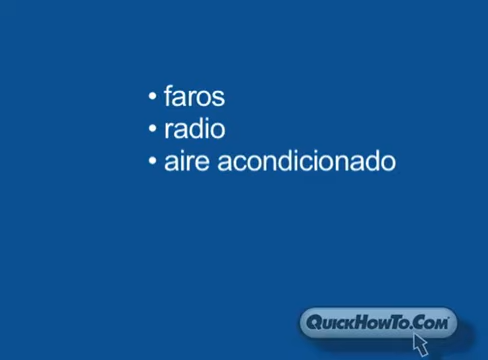 • faros
• radio
• aire acondicionado
QuickHowTo.Com